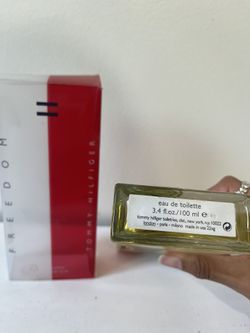 FREEDOM
TOMMY HILFIGER
eau de toilette
3.4 fl.oz/100 ml e
tommy hilfiger toiletries, dist., new york, ny 10022
london - paris - milano made in usa